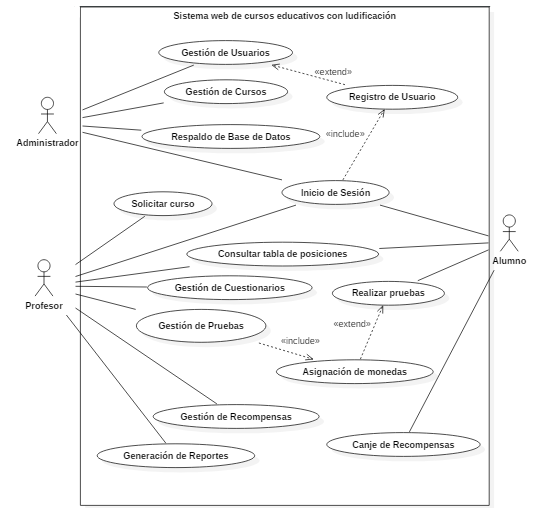 Sistema web de cursos educativos con ludificación
Gestión de Usuarios
«extend»
Gestión de Cursos
Registro de Usuario
Respaldo de Base de Datos
«include»
Administrador
Inicio de Sesión
Solicitar curso
Consultar tabla de posiciones
Alumno
Gestión de Cuestionarios
Realizar pruebas
Profesor
Gestión de Pruebas
«extend»
«include»
Asignación de monedas
Gestión de Recompensas
Canje de Recompensas
Generación de Reportes